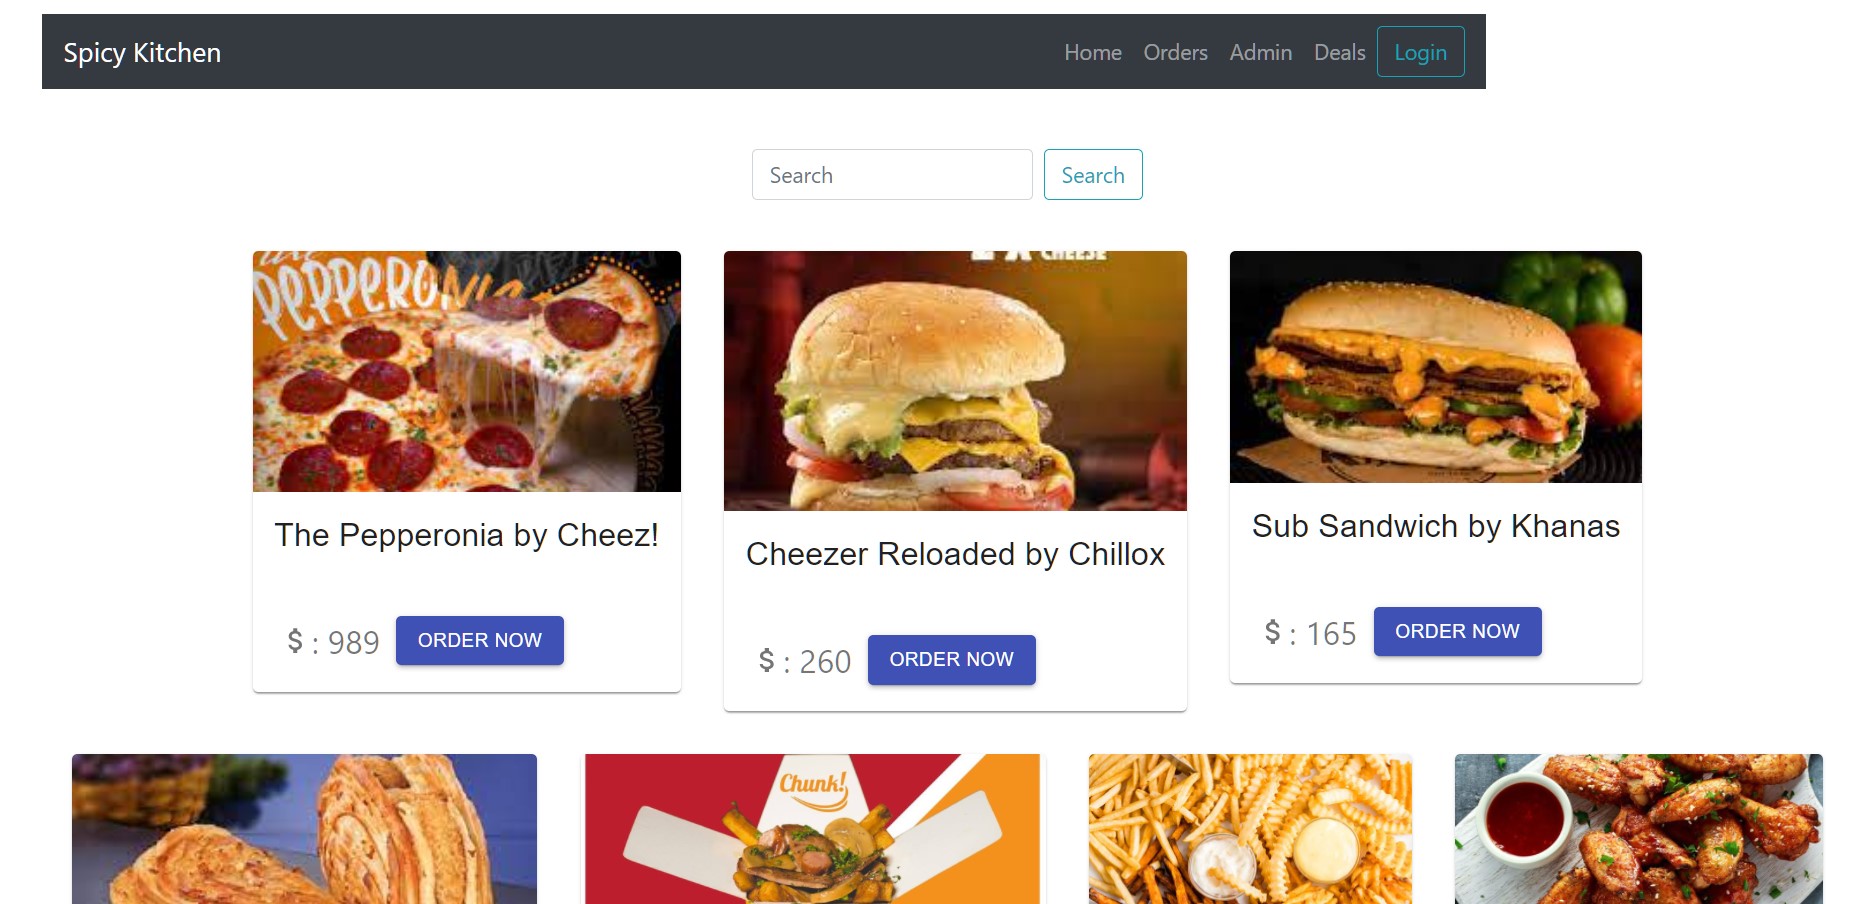 Spicy Kitchen
Home Orders Admin Deals Login
Search Search
PEPPERONI
CHEESE
The Pepperonia by Cheez!
$ : 989 ORDER NOW
Cheezer Reloaded by Chillox
$ : 260 ORDER NOW
Sub Sandwich by Khanas
$ : 165 ORDER NOW
Chunk!